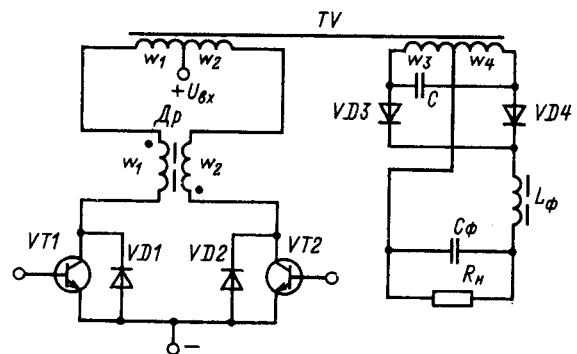 TV
w₁ w₂
+Uвх
w₃ w₄
C
VD3
VD4
Др
w₁
w₂
Lф
VT1
VD1
VD2
VT2
Cф
Rн
−